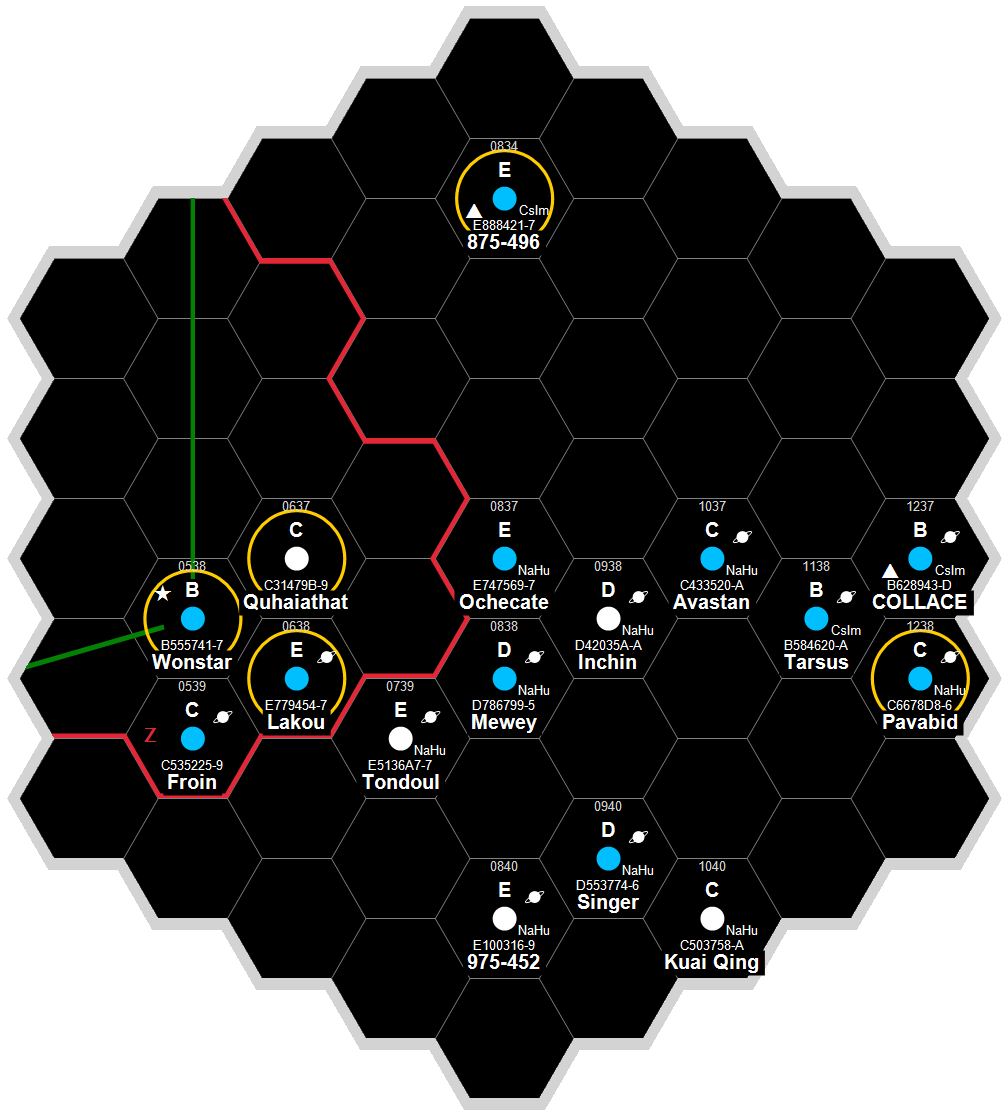 0834
E
CsIm
E888421-7
875-496
0637
C
C31479B-9
Quhaiathat
0837
E
NaHu
E747569-7
Ochecate
1037
C
NaHu
C433520-A
Avastan
1237
B
CsIm
B628943-D
COLLACE
0538
B
B555741-7
Wonstar
0938
D
NaHu
D42035A-A
Inchin
1138
B
CsIm
B584620-A
Tarsus
0638
E
E779454-7
Lakou
0838
D
NaHu
D786799-5
Mewey
1238
C
NaHu
C6678D8-6
Pavabid
0539
C
Z
C535225-9
Froin
0739
E
NaHu
E5136A7-7
Tondoul
0940
D
NaHu
D553774-6
Singer
0840
E
NaHu
E100316-9
975-452
1040
C
NaHu
C503758-A
Kuai Qing